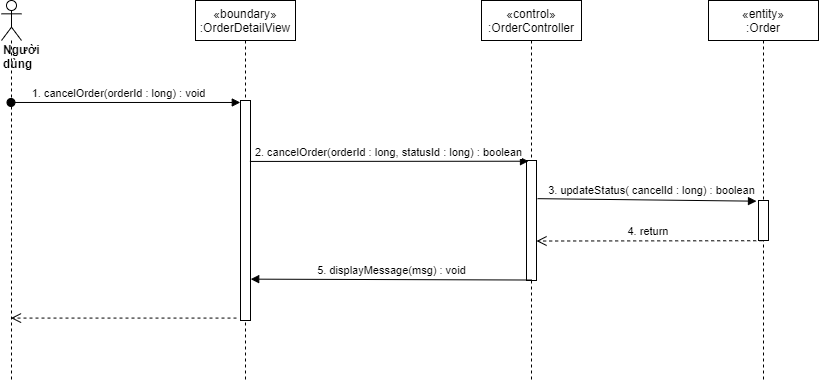 «boundary»
:OrderDetailView
«control»
:OrderController
«entity»
:Order
Người
dùng
1. cancelOrder(orderId : long) : void
2. cancelOrder(orderId : long, statusId : long) : boolean
3. updateStatus( cancelId : long) : boolean
4. return
5. displayMessage(msg) : void